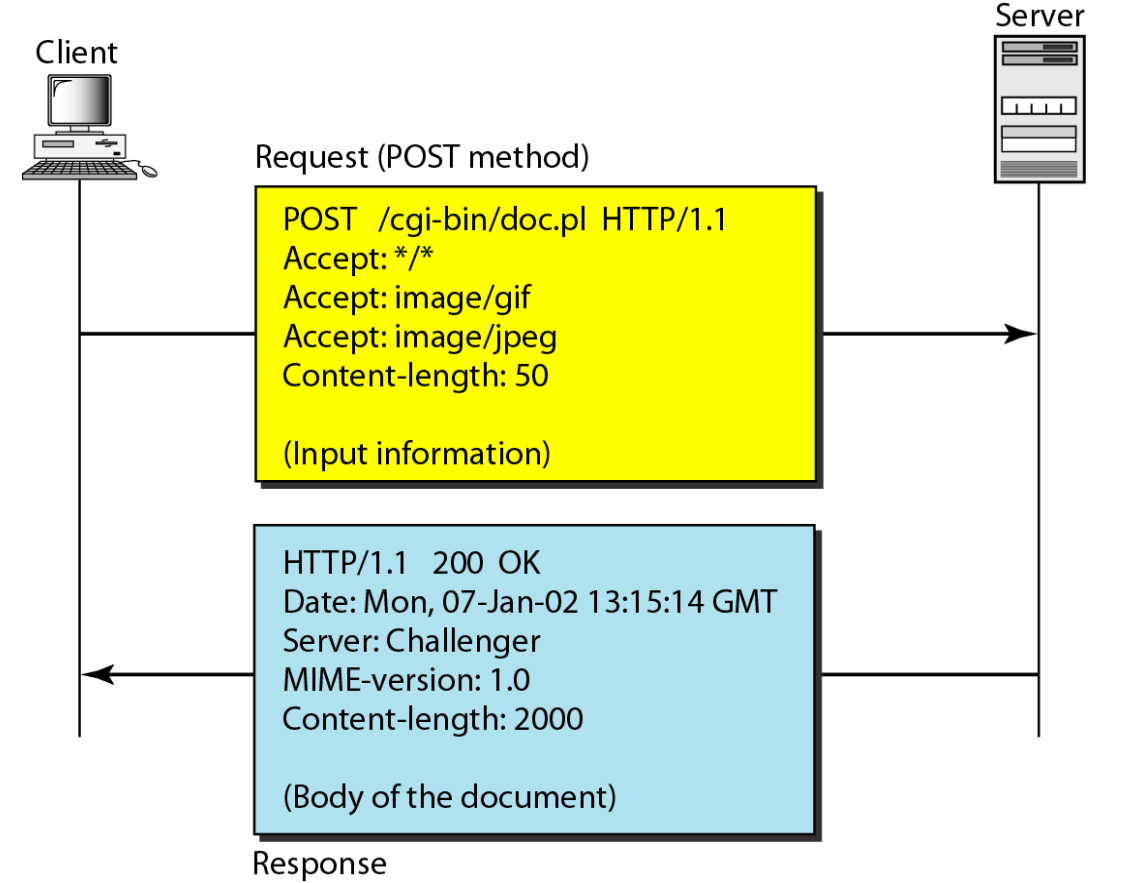 Server
Client
Request (POST method)
POST /cgi-bin/doc.pl HTTP/1.1
Accept: */*
Accept: image/gif
Accept: image/jpeg
Content-length: 50
(Input information)
HTTP/1.1 200 OK
Date: Mon, 07-Jan-02 13:15:14 GMT
Server: Challenger
MIME-version: 1.0
Content-length: 2000
(Body of the document)
Response